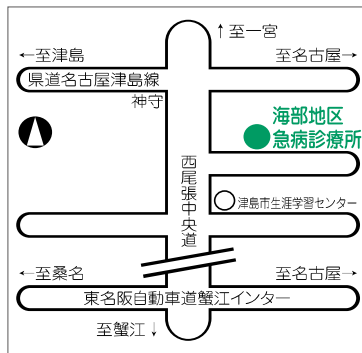 ↑至一宮
←至津島
至名古屋→
県道名古屋津島線
神守
海部地区
急病診療所
西尾張中央道
津島市生涯学習センター
←至桑名
至名古屋→
東名阪自動車道蟹江インター
至蟹江↓